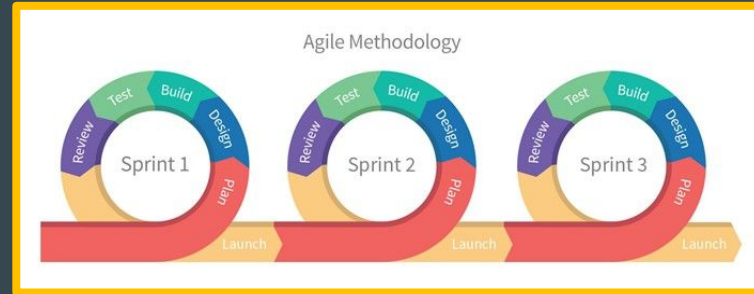 Agile Methodology
Test
Build
Review
Design
Sprint 1
Plan
Launch
Test
Build
Review
Design
Sprint 2
Plan
Launch
Test
Build
Review
Design
Sprint 3
Plan
Launch